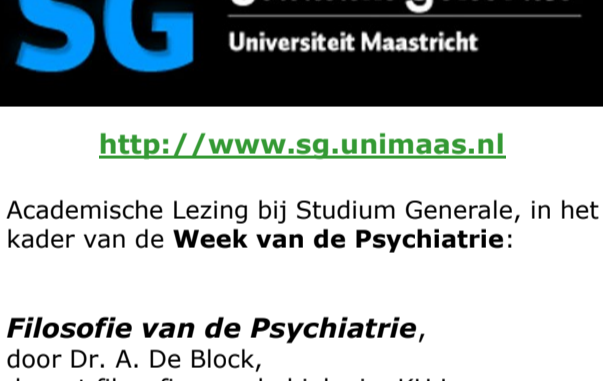 SG
Universiteit Maastricht
http://www.sg.unimaas.nl
Academische Lezing bij Studium Generale, in het
kader van de Week van de Psychiatrie:
Filosofie van de Psychiatrie,
door Dr. A. De Block,